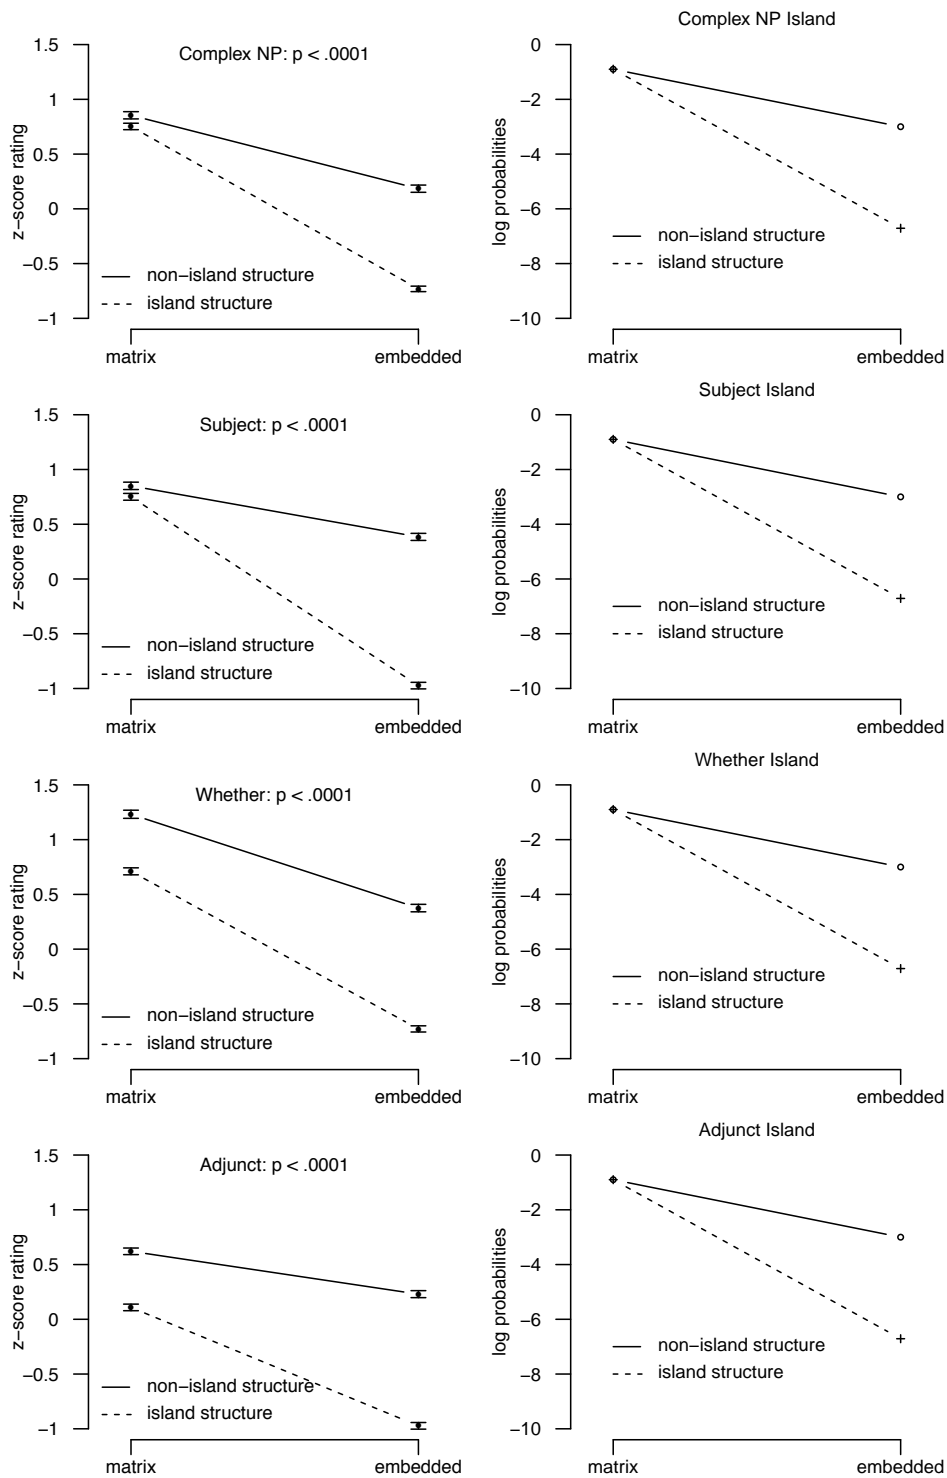 Complex NP: p < .0001
z−score rating
1.5
1
0.5
0
−0.5
−1
non−island structure
island structure
matrix
embedded
Complex NP Island
log probabilities
0
−2
−4
−6
−8
−10
non−island structure
island structure
matrix
embedded
Subject: p < .0001
z−score rating
1.5
1
0.5
0
−0.5
−1
non−island structure
island structure
matrix
embedded
Subject Island
log probabilities
0
−2
−4
−6
−8
−10
non−island structure
island structure
matrix
embedded
Whether: p < .0001
z−score rating
1.5
1
0.5
0
−0.5
−1
non−island structure
island structure
matrix
embedded
Whether Island
log probabilities
0
−2
−4
−6
−8
−10
non−island structure
island structure
matrix
embedded
Adjunct: p < .0001
z−score rating
1.5
1
0.5
0
−0.5
−1
non−island structure
island structure
matrix
embedded
Adjunct Island
log probabilities
0
−2
−4
−6
−8
−10
non−island structure
island structure
matrix
embedded